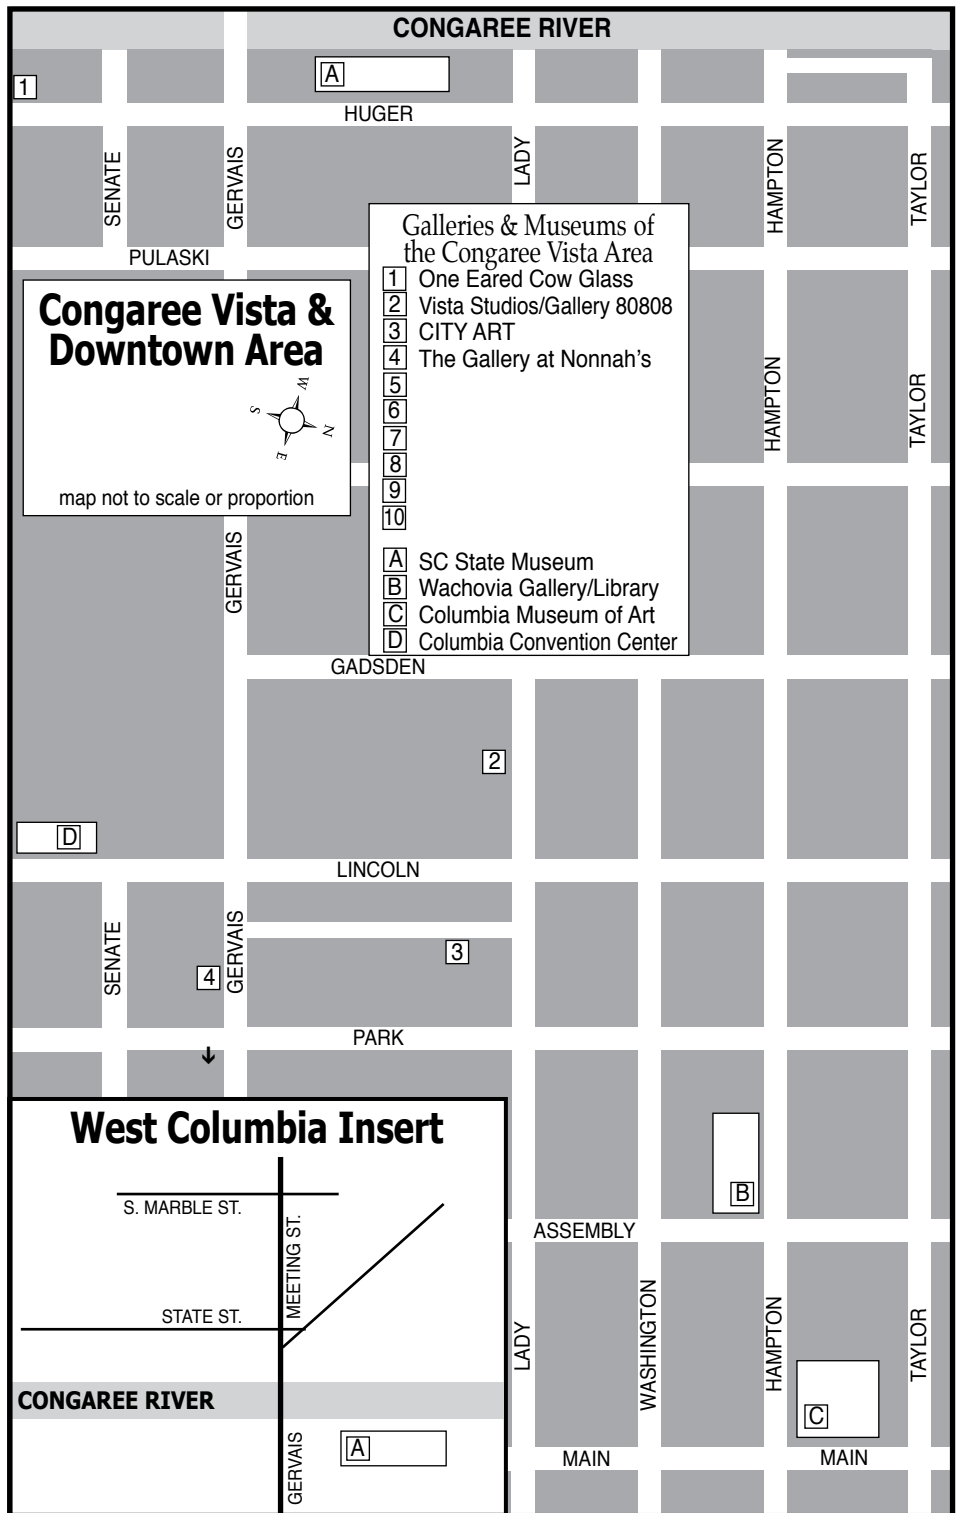 CONGAREE RIVER
A
1
HUGER
SENATE
GERVAIS
LADY
HAMPTON
TAYLOR
PULASKI
Galleries & Museums of
the Congaree Vista Area
1 One Eared Cow Glass
2 Vista Studios/Gallery 80808
3 CITY ART
4 The Gallery at Nonnah's
5
6
7
8
9
10
A SC State Museum
B Wachovia Gallery/Library
C Columbia Museum of Art
D Columbia Convention Center
Congaree Vista &
Downtown Area
W
S
N
E
map not to scale or proportion
HAMPTON
TAYLOR
GERVAIS
GADSDEN
2
D
LINCOLN
SENATE
GERVAIS
3
4
PARK
West Columbia Insert
S. MARBLE ST.
MEETING ST.
STATE ST.
CONGAREE RIVER
GERVAIS
A
B
ASSEMBLY
LADY
WASHINGTON
HAMPTON
TAYLOR
C
MAIN
MAIN